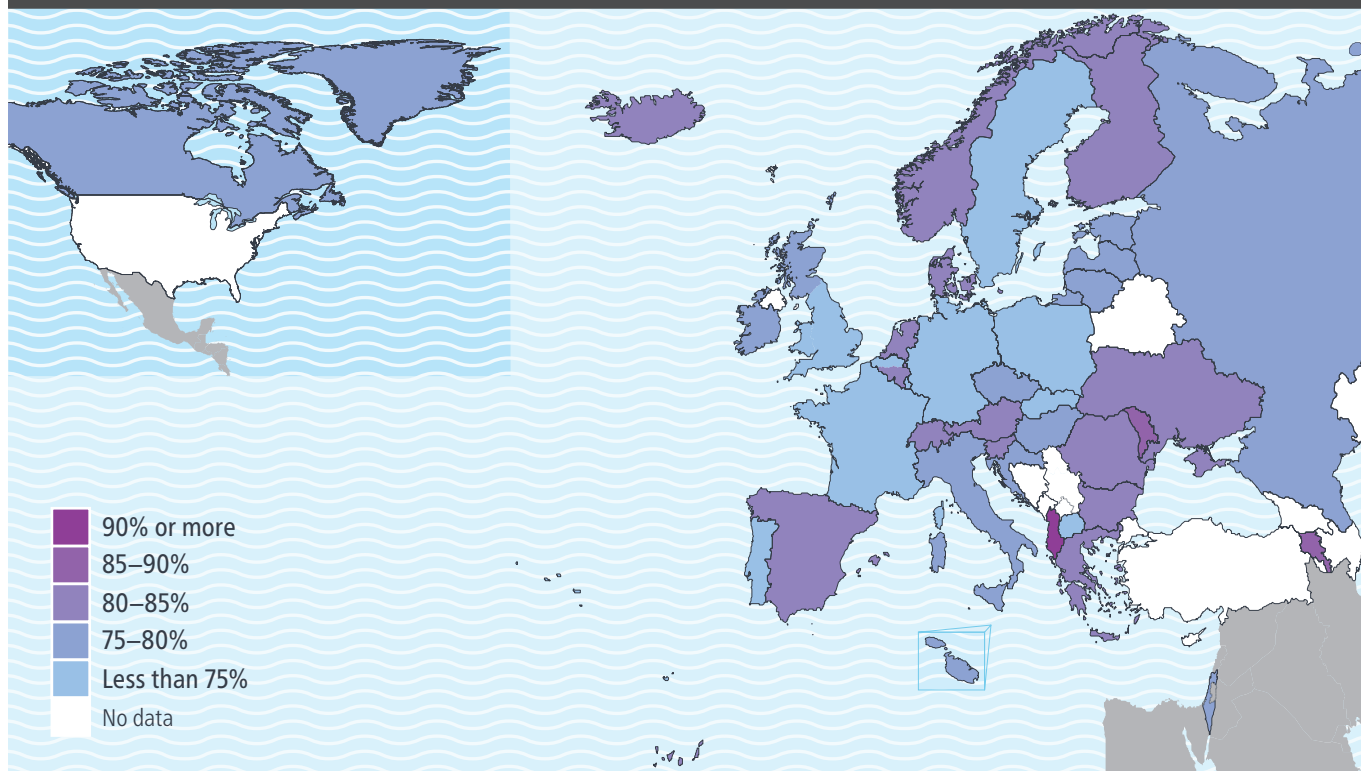 90% or more
85–90%
80–85%
75–80%
Less than 75%
No data